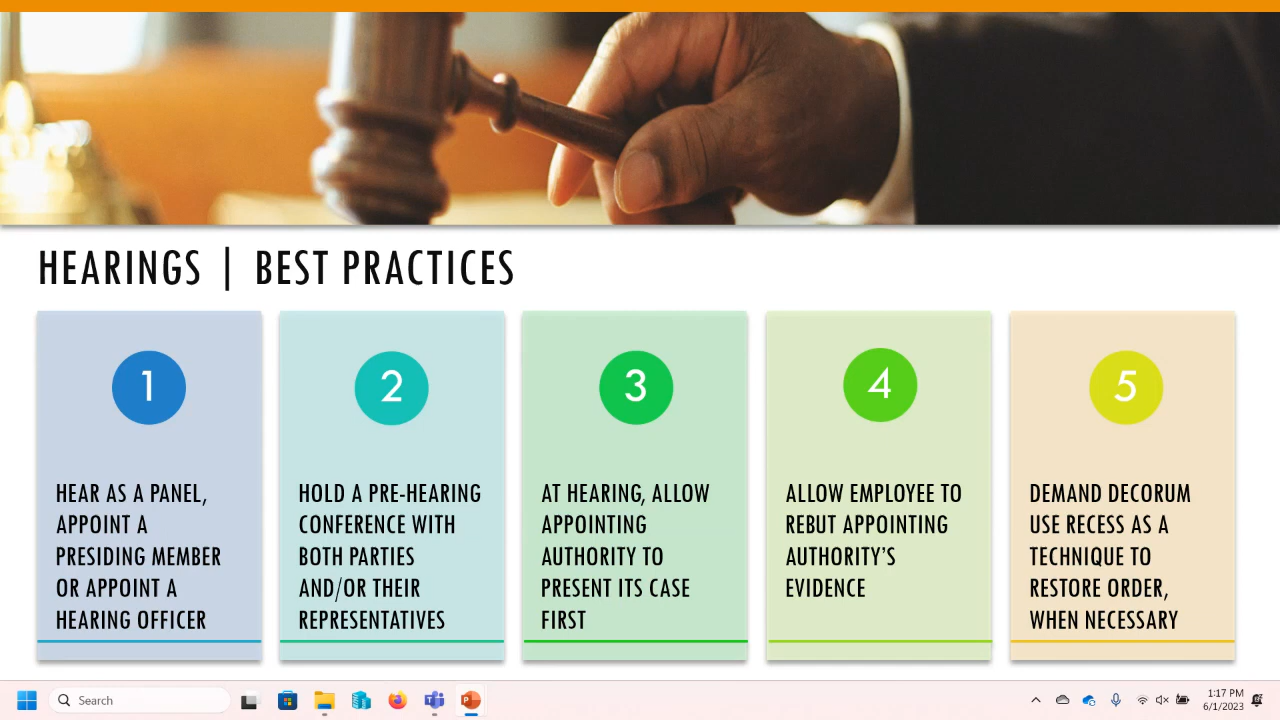 HEARINGS | BEST PRACTICES
1
HEAR AS A PANEL,
APPOINT A
PRESIDING MEMBER
OR APPOINT A
HEARING OFFICER
2
HOLD A PRE-HEARING
CONFERENCE WITH
BOTH PARTIES
AND/OR THEIR
REPRESENTATIVES
3
AT HEARING, ALLOW
APPOINTING
AUTHORITY TO
PRESENT ITS CASE
FIRST
4
ALLOW EMPLOYEE TO
REBUT APPOINTING
AUTHORITY’S
EVIDENCE
5
DEMAND DECORUM
USE RECESS AS A
TECHNIQUE TO
RESTORE ORDER,
WHEN NECESSARY
Search
1:17 PM
6/1/2023